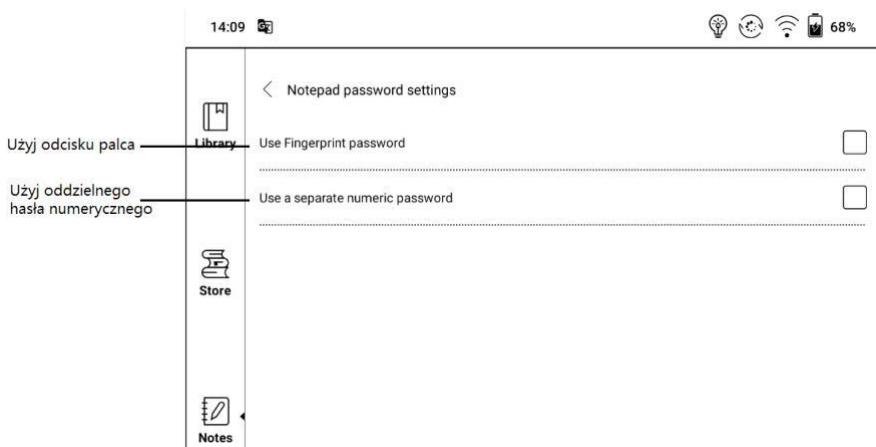 14:09
68%
Notepad password settings
Library
Użyj odcisku palca
Use Fingerprint password
Użyj oddzielnego
hasła numerycznego
Use a separate numeric password
Store
Notes